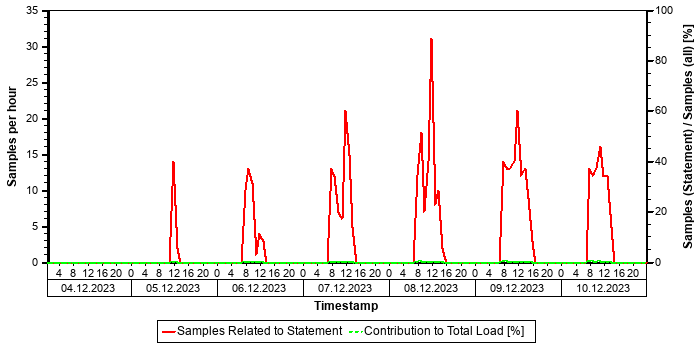 35
30
25
20
15
10
5
0
Samples per hour
100
80
60
40
20
0
Samples (Statement) / Samples (all) [%]
4 8 12 16 20 0 4 8 12 16 20 0 4 8 12 16 20 0 4 8 12 16 20 0 4 8 12 16 20 0 4 8 12 16 20 0 4 8 12 16 20
04.12.2023 05.12.2023 06.12.2023 07.12.2023 08.12.2023 09.12.2023 10.12.2023
Timestamp
Samples Related to Statement Contribution to Total Load [%]